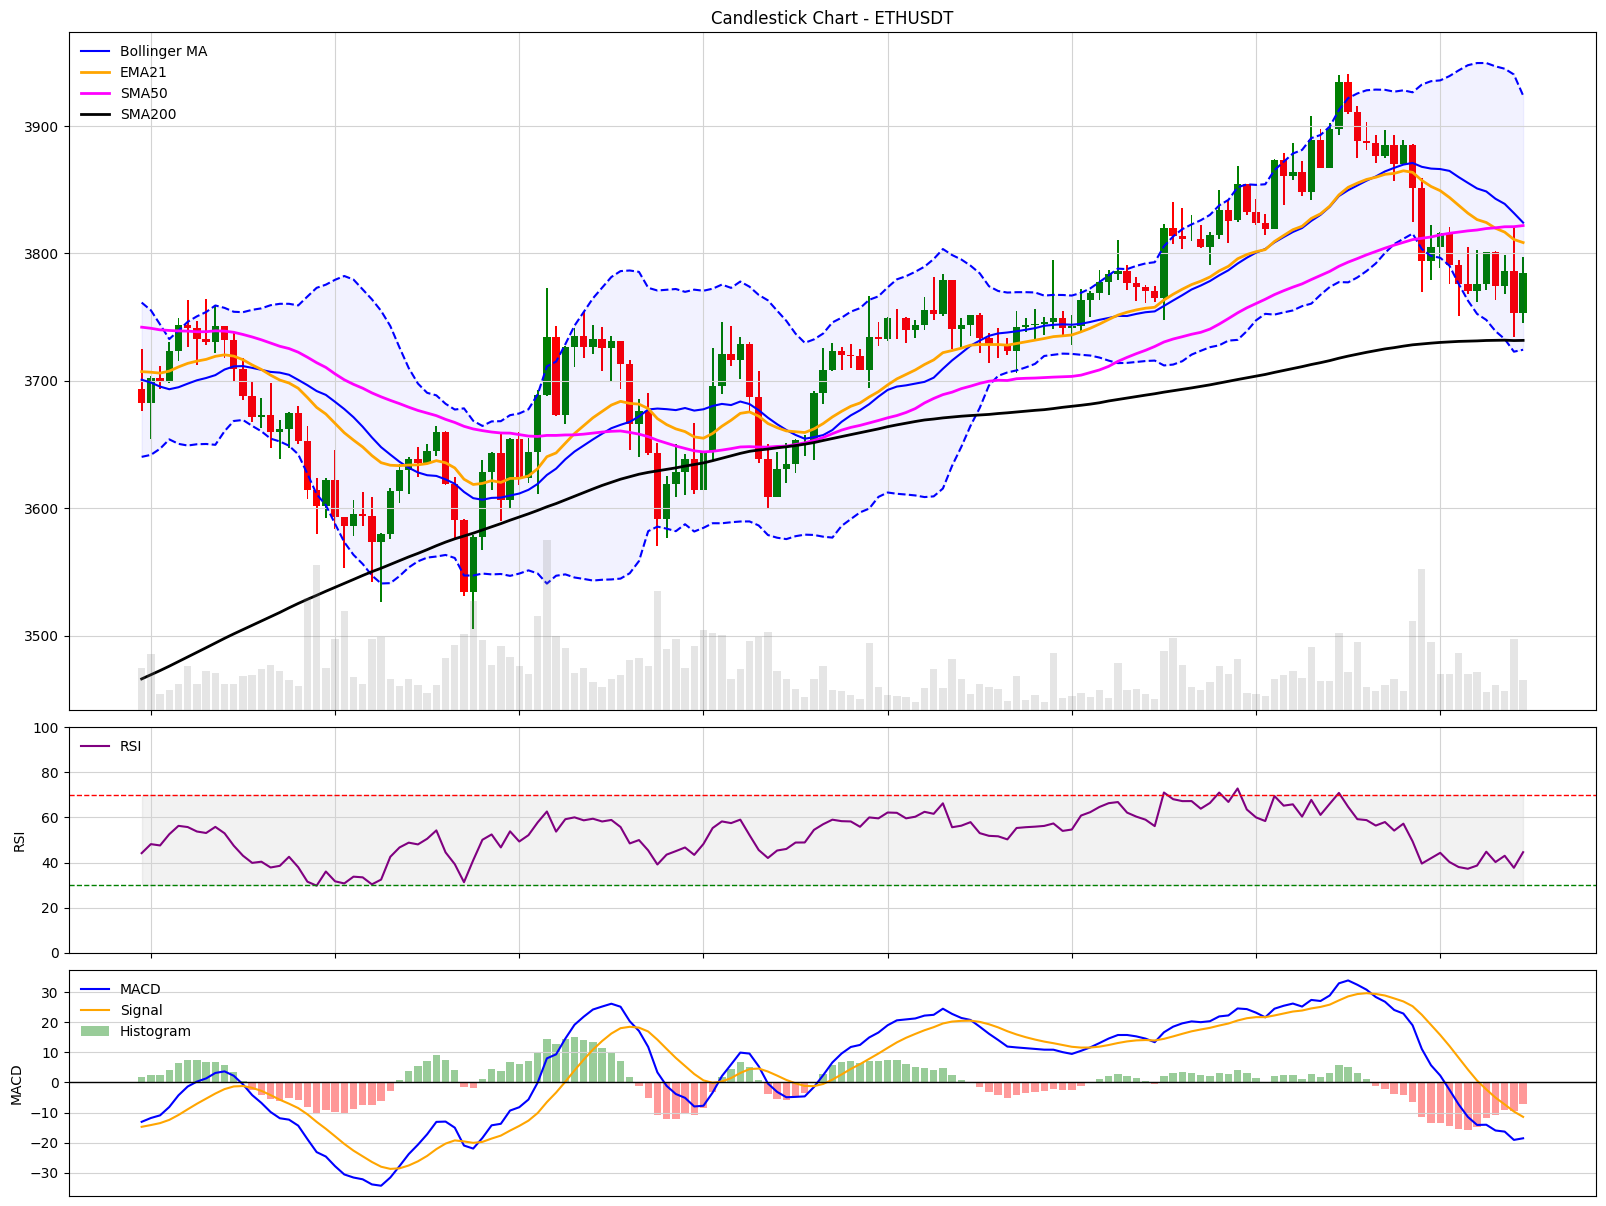 Candlestick Chart - ETHUSDT
Bollinger MA
EMA21
SMA50
SMA200
3900
3800
3700
3600
3500
RSI
100
80
60
40
20
0
RSI
MACD
Signal
Histogram
30
20
10
0
−10
−20
−30
MACD